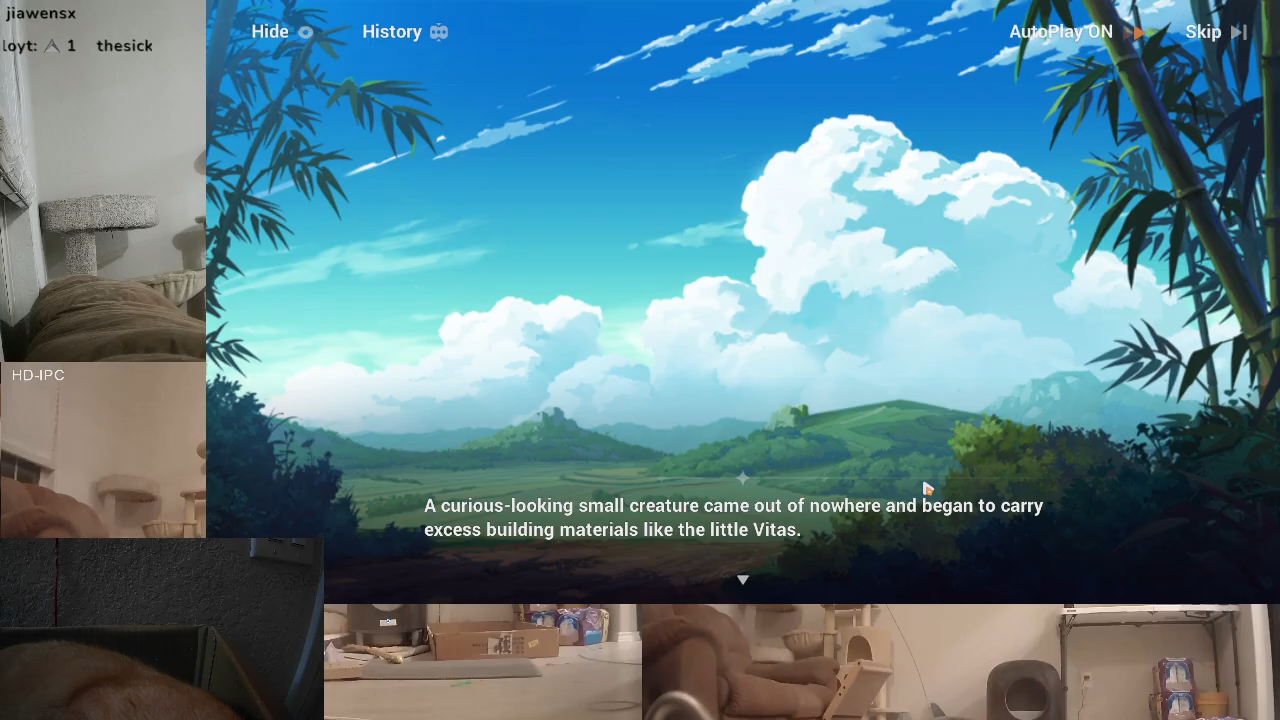 jiawensx
loyt: 1 thesick
Hide
History
AutoPlay ON
Skip
HD-IPC
A curious-looking small creature came out of nowhere and began to carry
excess building materials like the little Vitas.